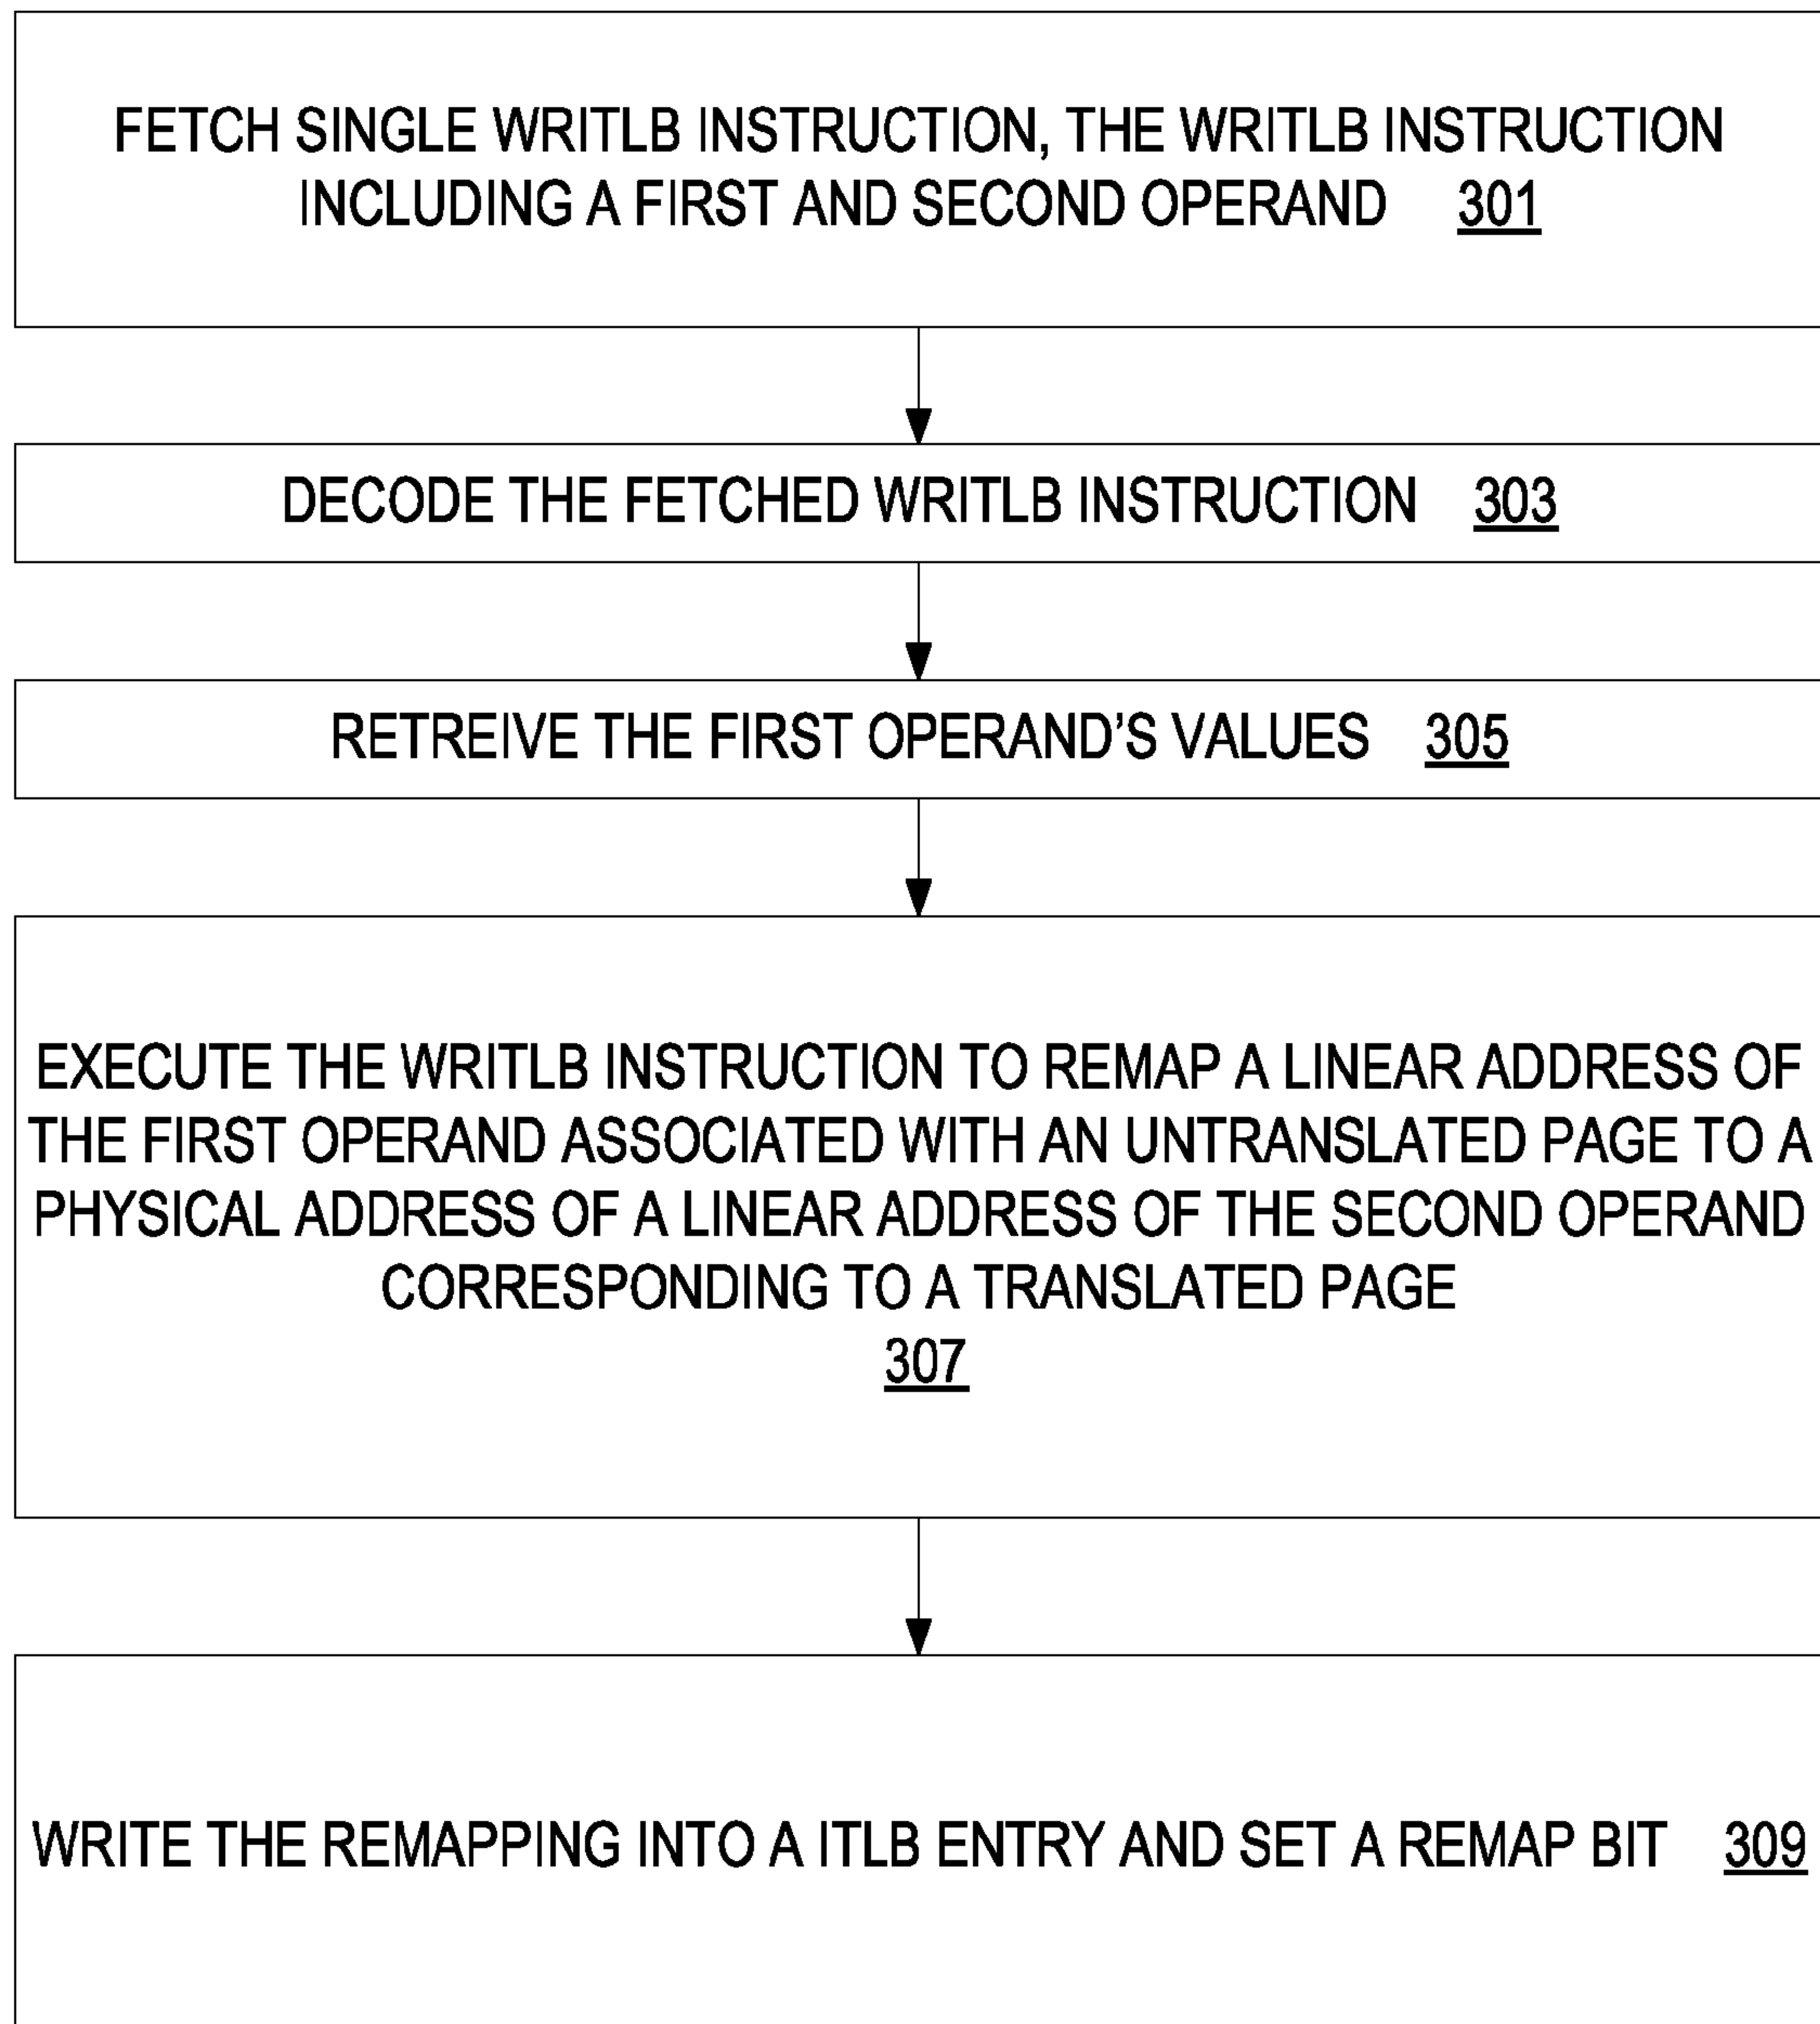 FETCH SINGLE WRITLB INSTRUCTION, THE WRITLB INSTRUCTION
INCLUDING A FIRST AND SECOND OPERAND 301
DECODE THE FETCHED WRITLB INSTRUCTION 303
RETREIVE THE FIRST OPERAND'S VALUES 305
EXECUTE THE WRITLB INSTRUCTION TO REMAP A LINEAR ADDRESS OF
THE FIRST OPERAND ASSOCIATED WITH AN UNTRANSLATED PAGE TO A
PHYSICAL ADDRESS OF A LINEAR ADDRESS OF THE SECOND OPERAND
CORRESPONDING TO A TRANSLATED PAGE
307
WRITE THE REMAPPING INTO A ITLB ENTRY AND SET A REMAP BIT 309